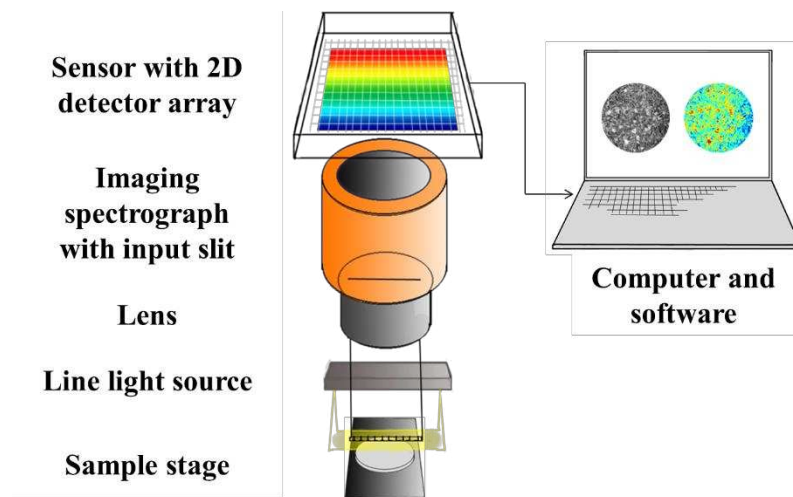 Sensor with 2D
detector array
Imaging
spectrograph
with input slit
Lens
Line light source
Sample stage
Computer and
software